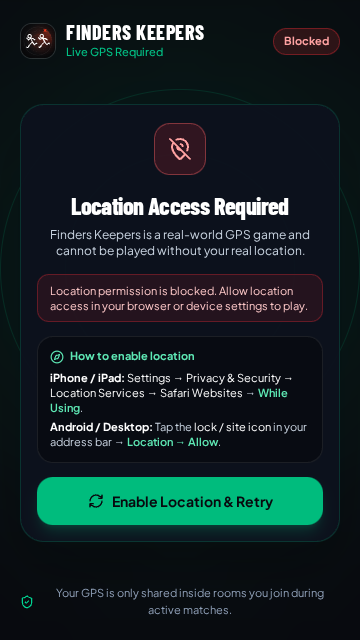 FINDERS KEEPERS
Live GPS Required
Blocked
Location Access Required
Finders Keepers is a real-world GPS game and
cannot be played without your real location.
Location permission is blocked. Allow location
access in your browser or device settings to play.
How to enable location
iPhone / iPad: Settings → Privacy & Security →
Location Services → Safari Websites → While
Using.
Android / Desktop: Tap the lock / site icon in your
address bar → Location → Allow.
Enable Location & Retry
Your GPS is only shared inside rooms you join during
active matches.